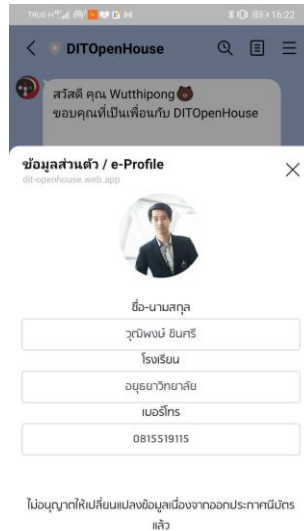 TRUE-H
85
16:22
DITOpenHouse
สวัสดี คุณ Wutthipong
ขอบคุณที่เป็นเพื่อนกับ DITOpenHouse
ข้อมูลส่วนตัว / e-Profile
dit-openhouse.web.app
ชื่อ-นามสกุล
วุฒิพงษ์ ชินศรี
โรงเรียน
อยุธยาวิทยาลัย
เบอร์โทร
0815519115
ไม่อนุญาตให้เปลี่ยนแปลงข้อมูลเนื่องจากออกประกาศนีบัตร
แล้ว